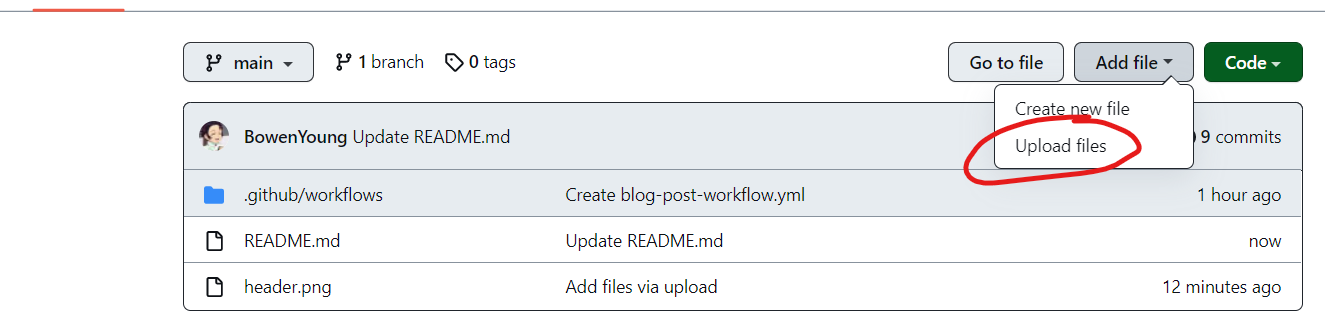 main 1 branch 0 tags Go to file Add file Code
Create new file
BowenYoung Update README.md 9 commits
Upload files
.github/workflows Create blog-post-workflow.yml 1 hour ago
README.md Update README.md now
header.png Add files via upload 12 minutes ago